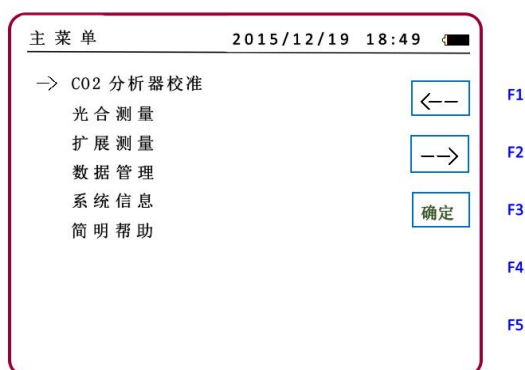 主菜单 2015/12/19 18:49
--> CO2 分析器校准
光合测量
扩展测量
数据管理
系统信息
简明帮助
<-- F1
--> F2
确定 F3
F4
F5